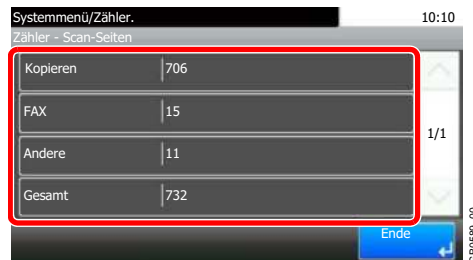 Systemmenü/Zähler. 10:10
Zähler - Scan-Seiten
Kopieren 706
FAX 15
1/1
Andere 11
Gesamt 732
Ende